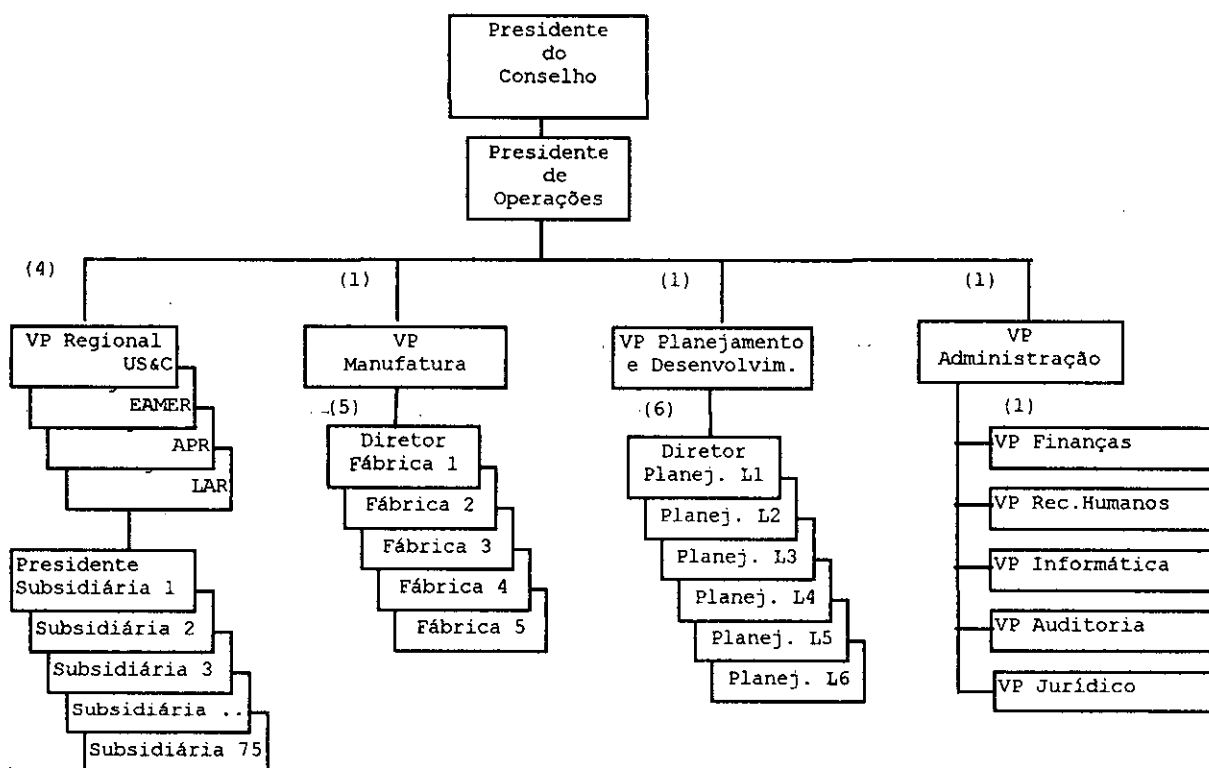 Presidente
do
Conselho
Presidente
de
Operações
(4)
(1)
(1)
(1)
VP Regional
US&C
EAMER
APR
LAR
VP
Manufatura
VP Planejamento
e Desenvolvim.
VP
Administração
(5)
(6)
(1)
Diretor
Fábrica 1
Fábrica 2
Fábrica 3
Fábrica 4
Fábrica 5
Diretor
Planej. L1
Planej. L2
Planej. L3
Planej. L4
Planej. L5
Planej. L6
VP Finanças
VP Rec.Humanos
VP Informática
VP Auditoria
VP Jurídico
Presidente
Subsidiária 1
Subsidiária 2
Subsidiária 3
Subsidiária ..
Subsidiária 75